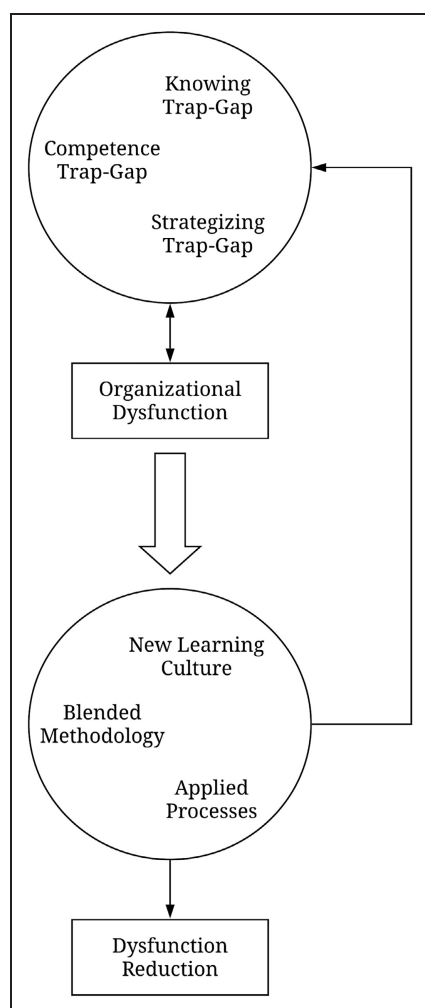 Knowing
Trap-Gap
Competence
Trap-Gap
Strategizing
Trap-Gap
Organizational
Dysfunction
New Learning
Culture
Blended
Methodology
Applied
Processes
Dysfunction
Reduction